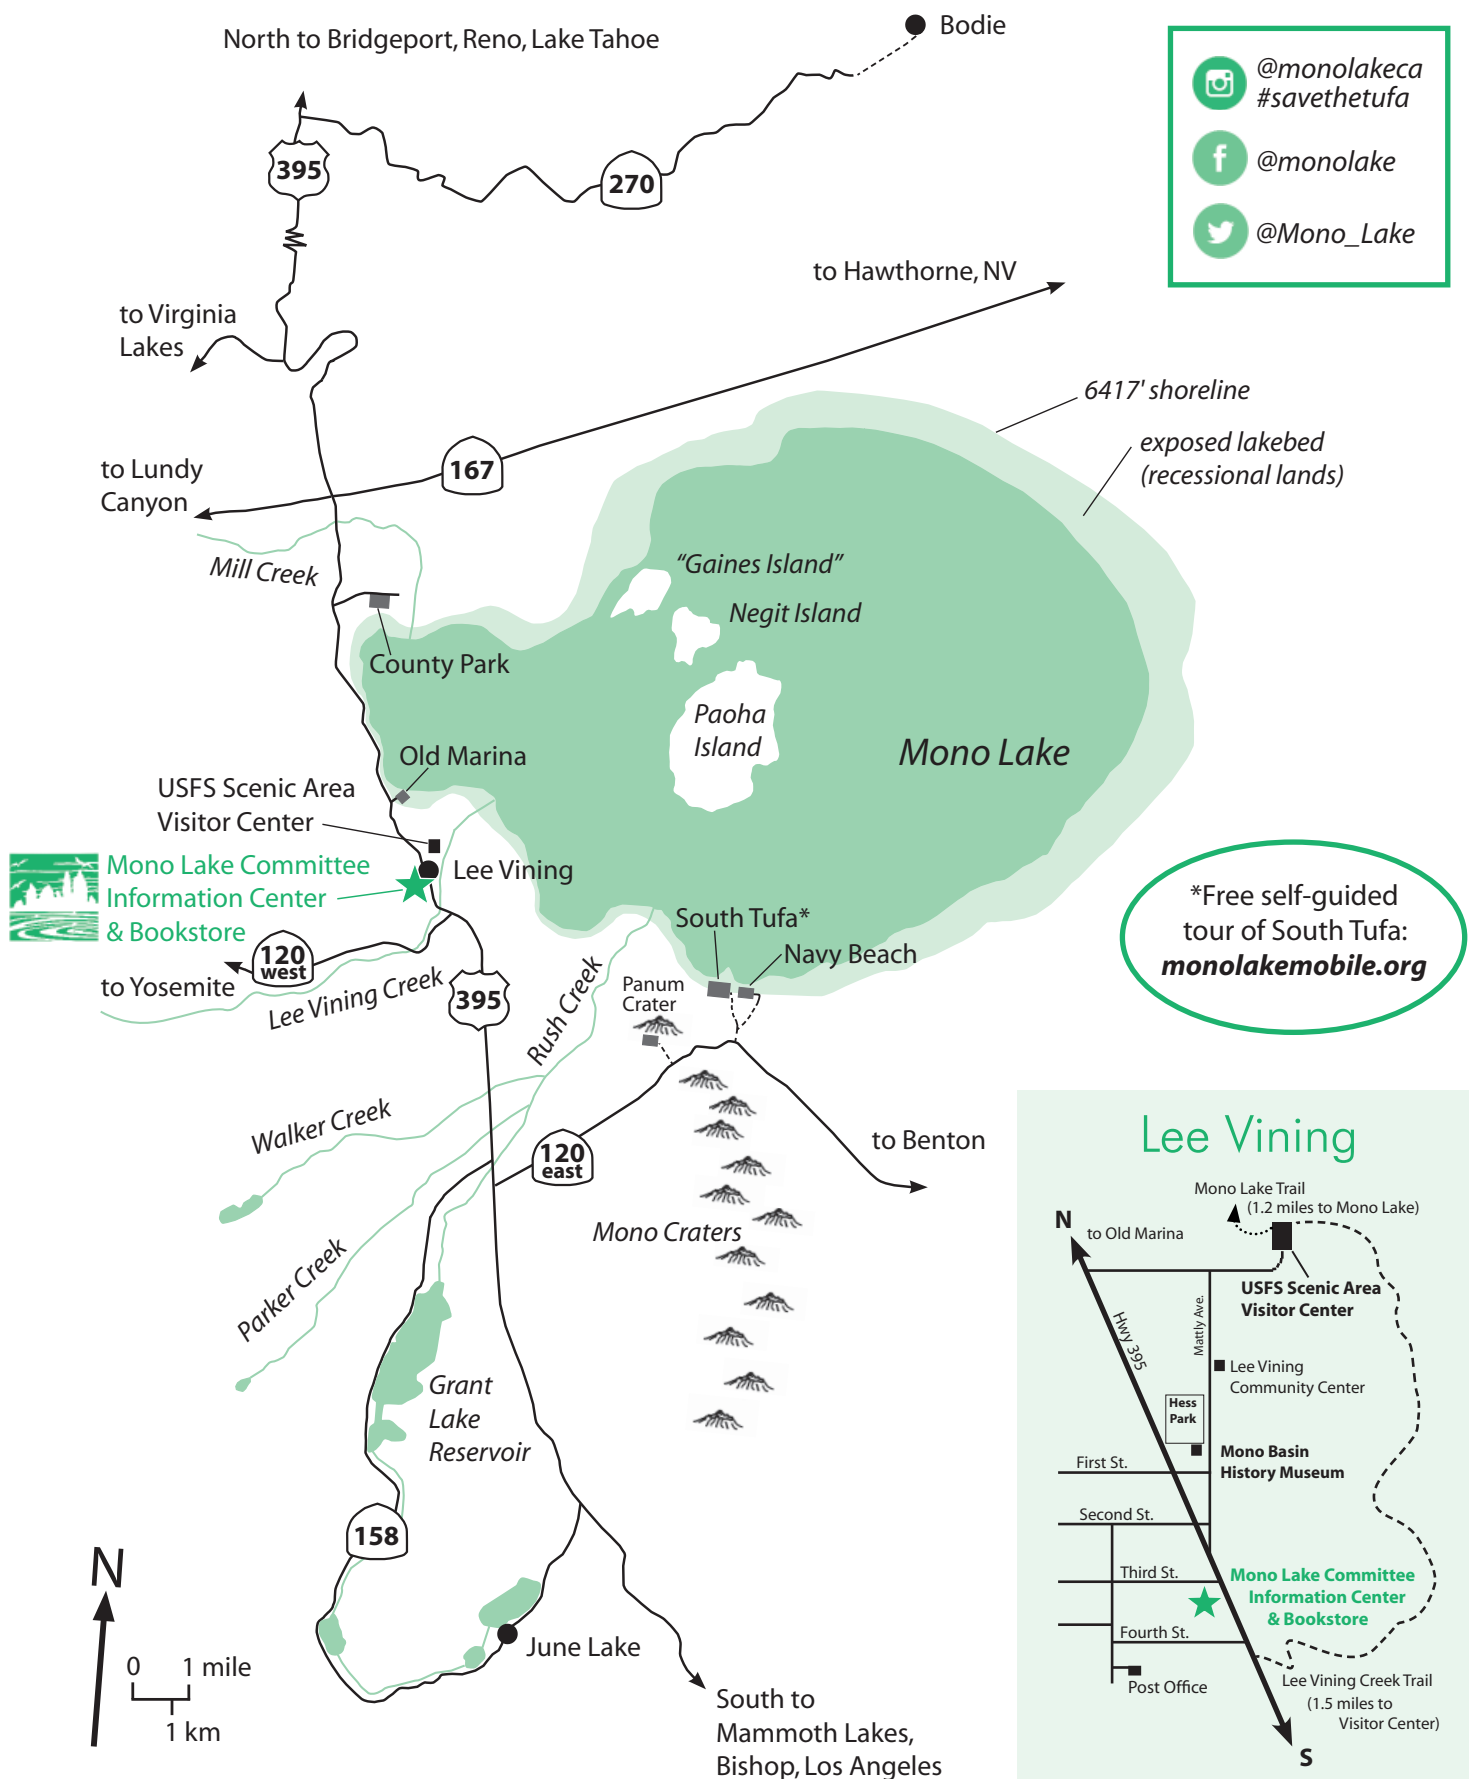 North to Bridgeport, Reno, Lake Tahoe
Bodie
@monolakeca
#savethetufa
@monolake
@Mono_Lake
395
270
to Hawthorne, NV
to Virginia
Lakes
6417' shoreline
exposed lakebed
(recessional lands)
to Lundy
Canyon
167
Mill Creek
"Gaines Island"
Negit Island
County Park
Paoha
Island
Mono Lake
Old Marina
USFS Scenic Area
Visitor Center
Mono Lake Committee
Information Center
& Bookstore
Lee Vining
120
west
to Yosemite
Lee Vining Creek
395
South Tufa*
Navy Beach
Panum
Crater
Rush Creek
*Free self-guided
tour of South Tufa:
monolakemobile.org
Walker Creek
120
east
to Benton
Mono Craters
Parker Creek
Grant
Lake
Reservoir
158
June Lake
N
0 1 mile
1 km
South to
Mammoth Lakes,
Bishop, Los Angeles
Lee Vining
Mono Lake Trail
(1.2 miles to Mono Lake)
N
to Old Marina
USFS Scenic Area
Visitor Center
Mattly Ave.
Hwy 395
Lee Vining
Community Center
Hess
Park
Mono Basin
History Museum
First St.
Second St.
Third St.
Mono Lake Committee
Information Center
& Bookstore
Fourth St.
Post Office
Lee Vining Creek Trail
(1.5 miles to
Visitor Center)
S